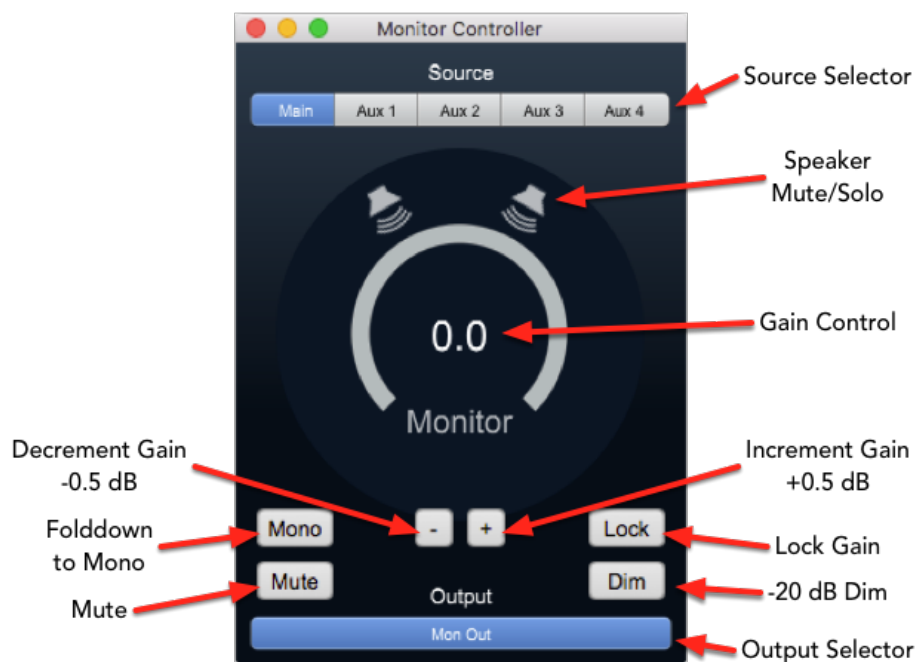 Monitor Controller
Source
Source Selector
Main Aux 1 Aux 2 Aux 3 Aux 4
Speaker
Mute/Solo
0.0
Gain Control
Monitor
Decrement Gain
-0.5 dB
Increment Gain
+0.5 dB
Folddown
to Mono
Mono - + Lock
Lock Gain
Mute Dim
Mute
-20 dB Dim
Output
Mon Out
Output Selector